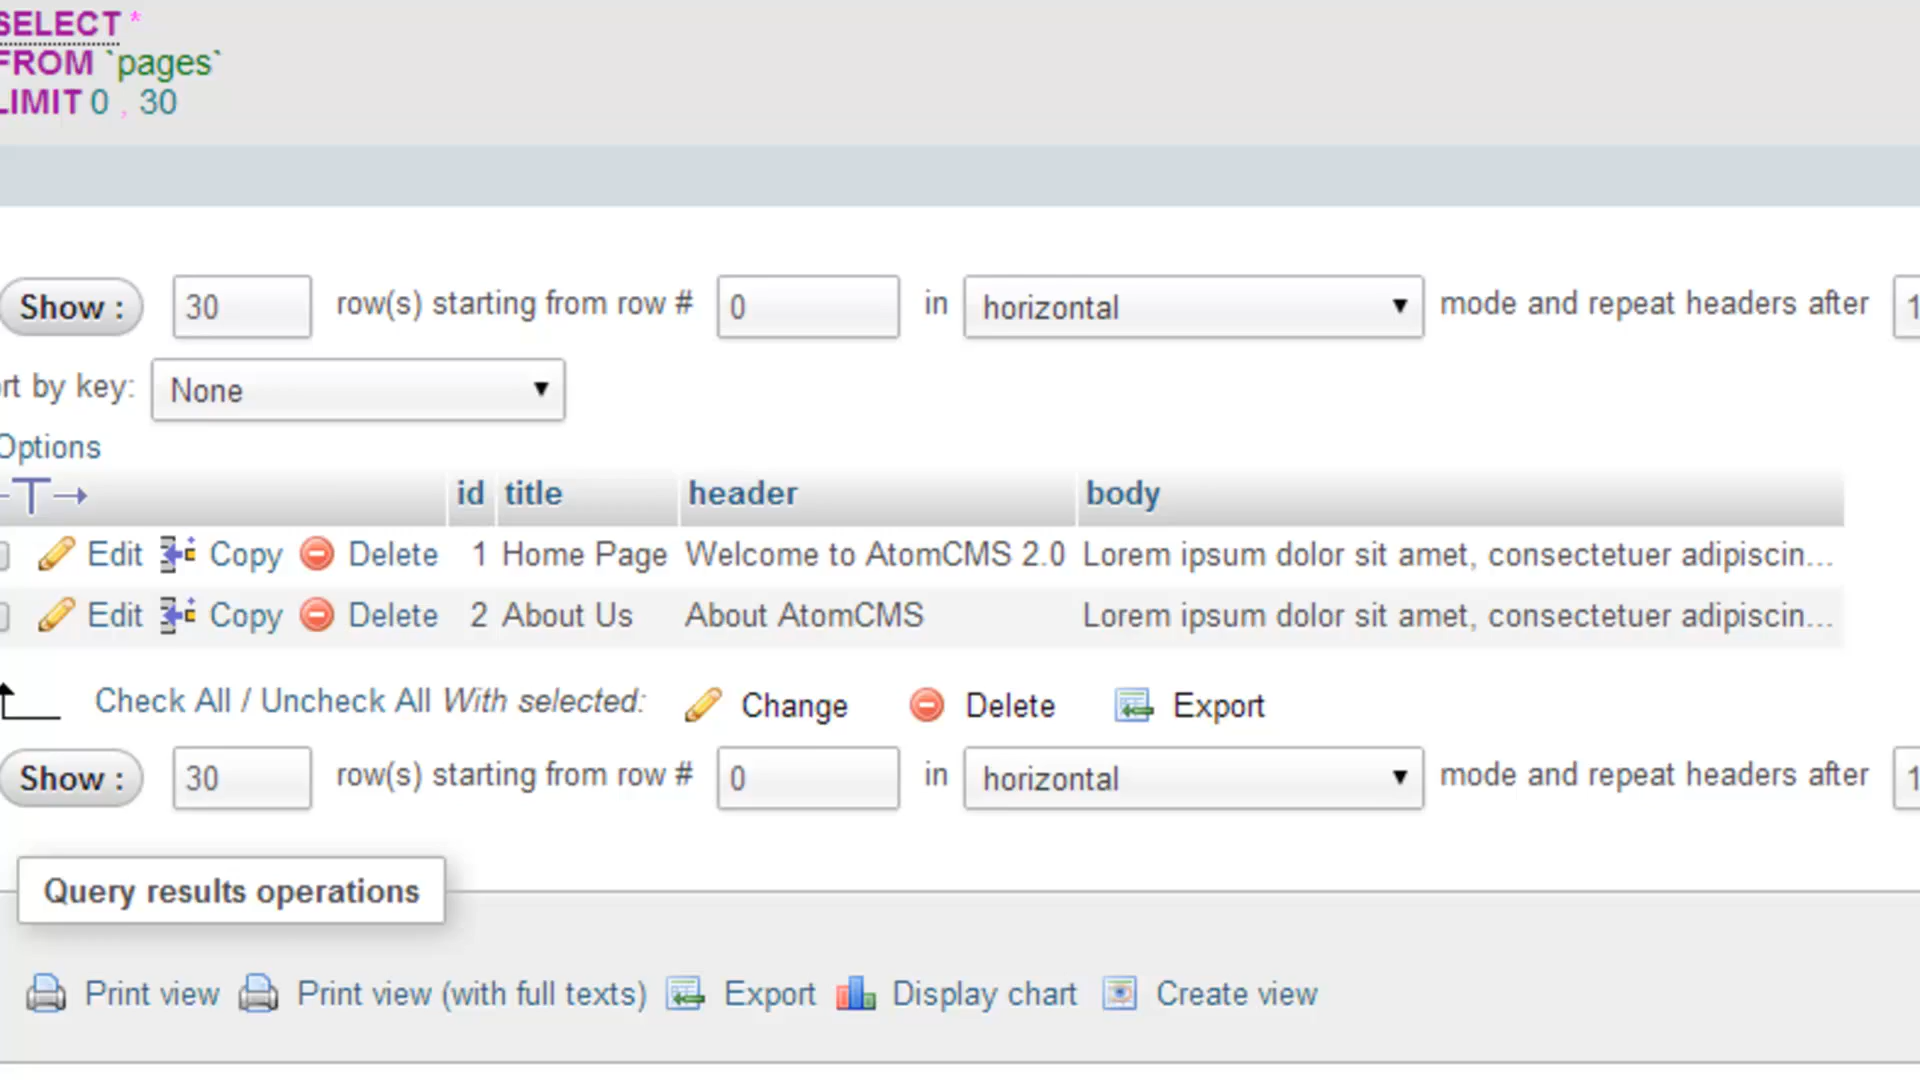 SELECT *
FROM `pages`
LIMIT 0 , 30
Show : 30 row(s) starting from row # 0 in horizontal mode and repeat headers after 1
rt by key: None
Options
id title header body
Edit Copy Delete 1 Home Page Welcome to AtomCMS 2.0 Lorem ipsum dolor sit amet, consectetuer adipiscin...
Edit Copy Delete 2 About Us About AtomCMS Lorem ipsum dolor sit amet, consectetuer adipiscin...
Check All / Uncheck All With selected: Change Delete Export
Show : 30 row(s) starting from row # 0 in horizontal mode and repeat headers after 1
Query results operations
Print view Print view (with full texts) Export Display chart Create view